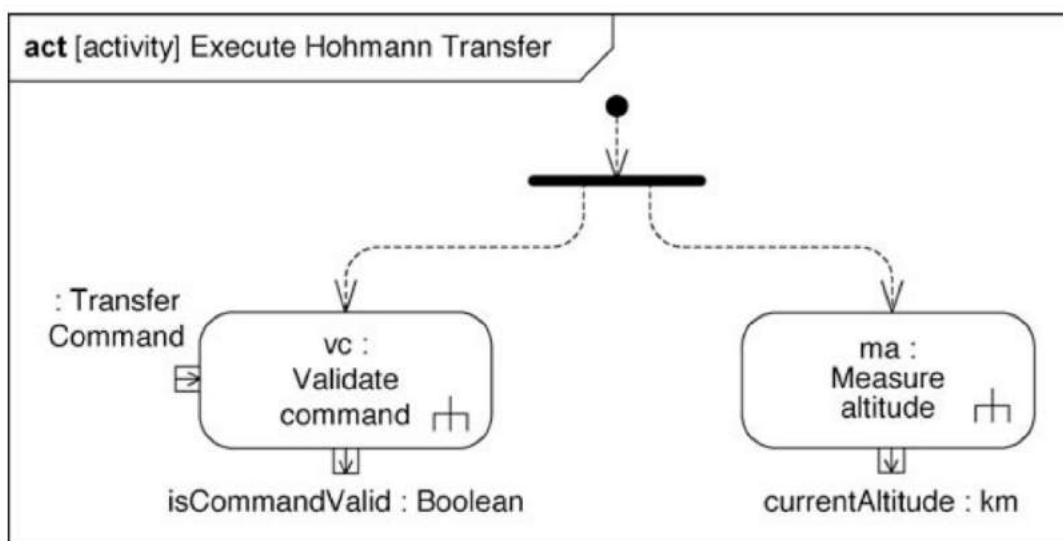 act [activity] Execute Hohmann Transfer
: Transfer
Command
vc :
Validate
command
isCommandValid : Boolean
ma :
Measure
altitude
currentAltitude : km